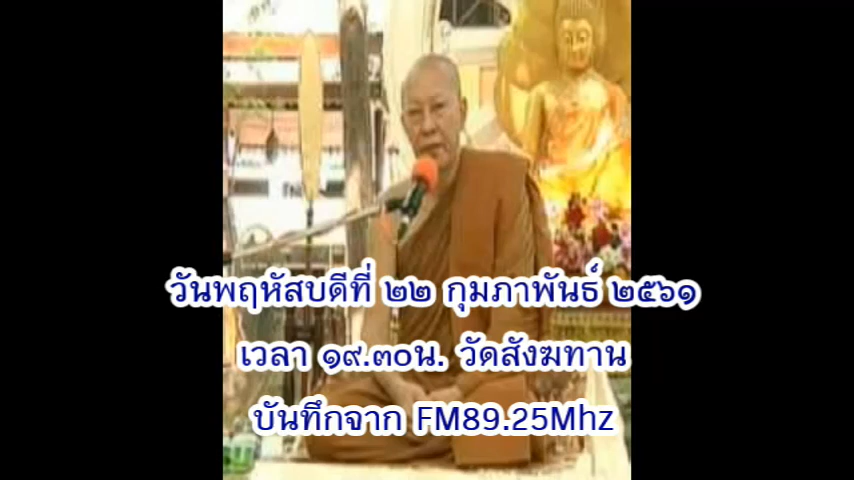 วันพฤหัสบดีที่ ๒๒ กุมภาพันธ์ ๒๕๖๑
เวลา ๑๙.๓๐น. วัดสังฆทาน
บันทึกจาก FM89.25Mhz